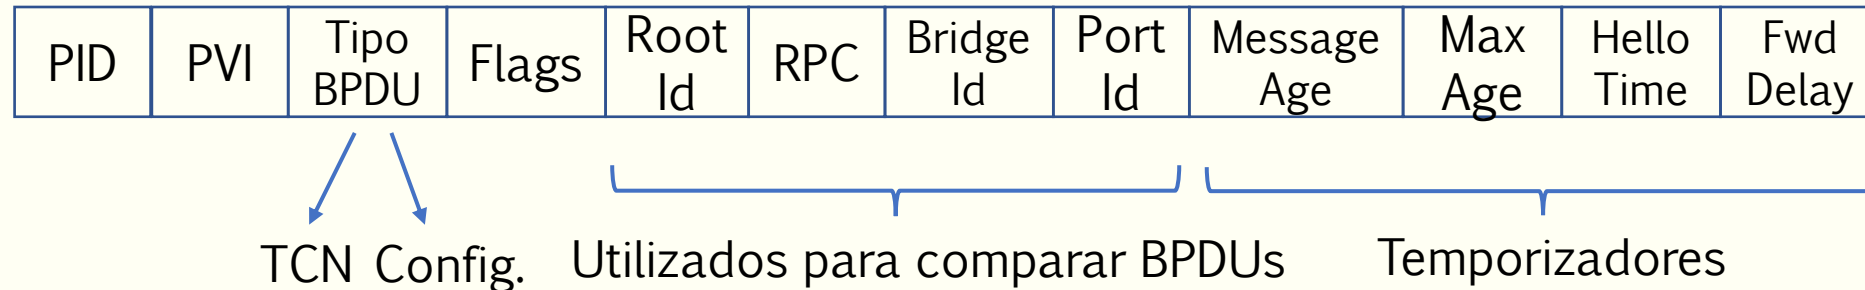 PID
PVI
Tipo
BPDU
Flags
Root
Id
RPC
Bridge
Id
Port
Id
Message
Age
Max
Age
Hello
Time
Fwd
Delay
TCN
Config.
Utilizados para comparar BPDUs
Temporizadores